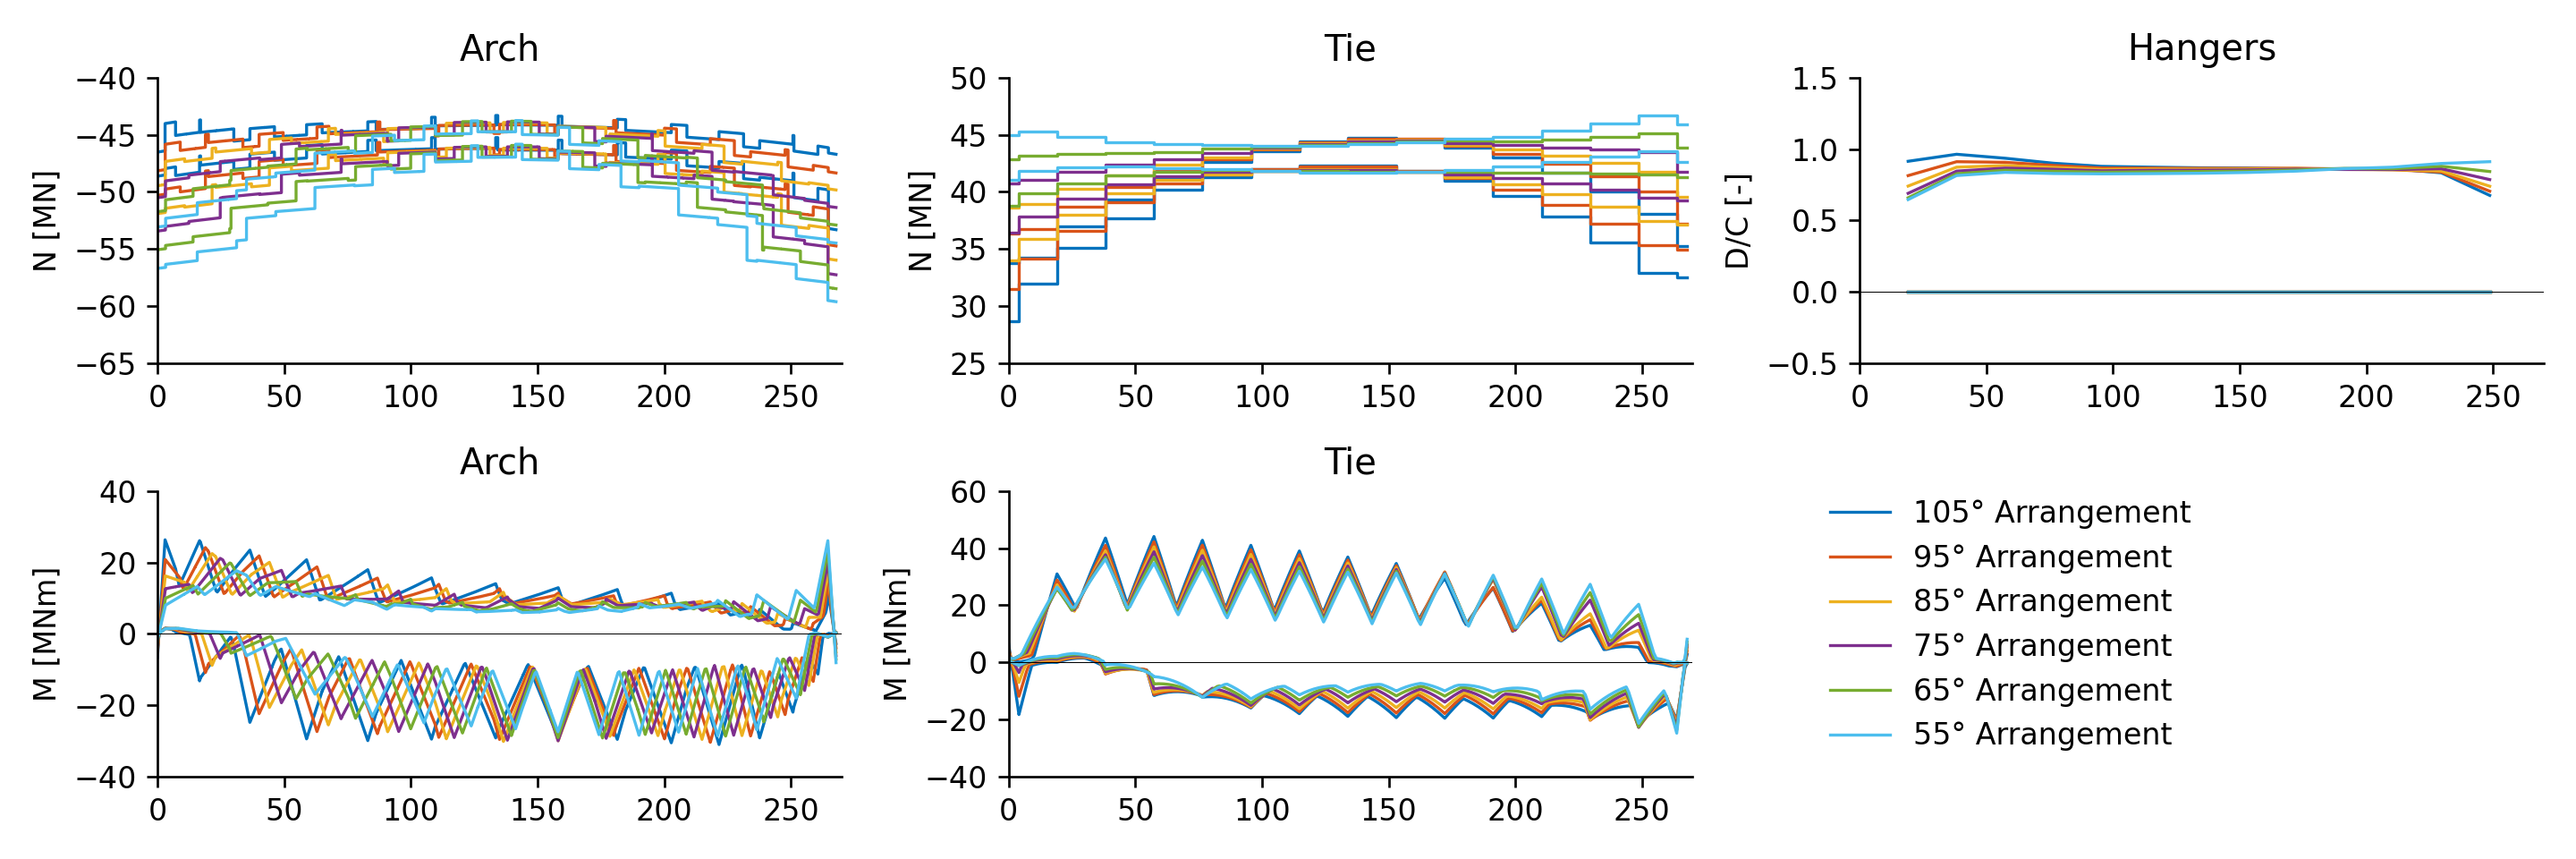 Arch
N [MN]
−40
−45
−50
−55
−60
−65
0 50 100 150 200 250
Tie
N [MN]
50
45
40
35
30
25
0 50 100 150 200 250
Hangers
D/C [-]
1.5
1.0
0.5
0.0
−0.5
0 50 100 150 200 250
Arch
M [MNm]
40
20
0
−20
−40
0 50 100 150 200 250
Tie
M [MNm]
60
40
20
0
−20
−40
0 50 100 150 200 250
105° Arrangement
95° Arrangement
85° Arrangement
75° Arrangement
65° Arrangement
55° Arrangement